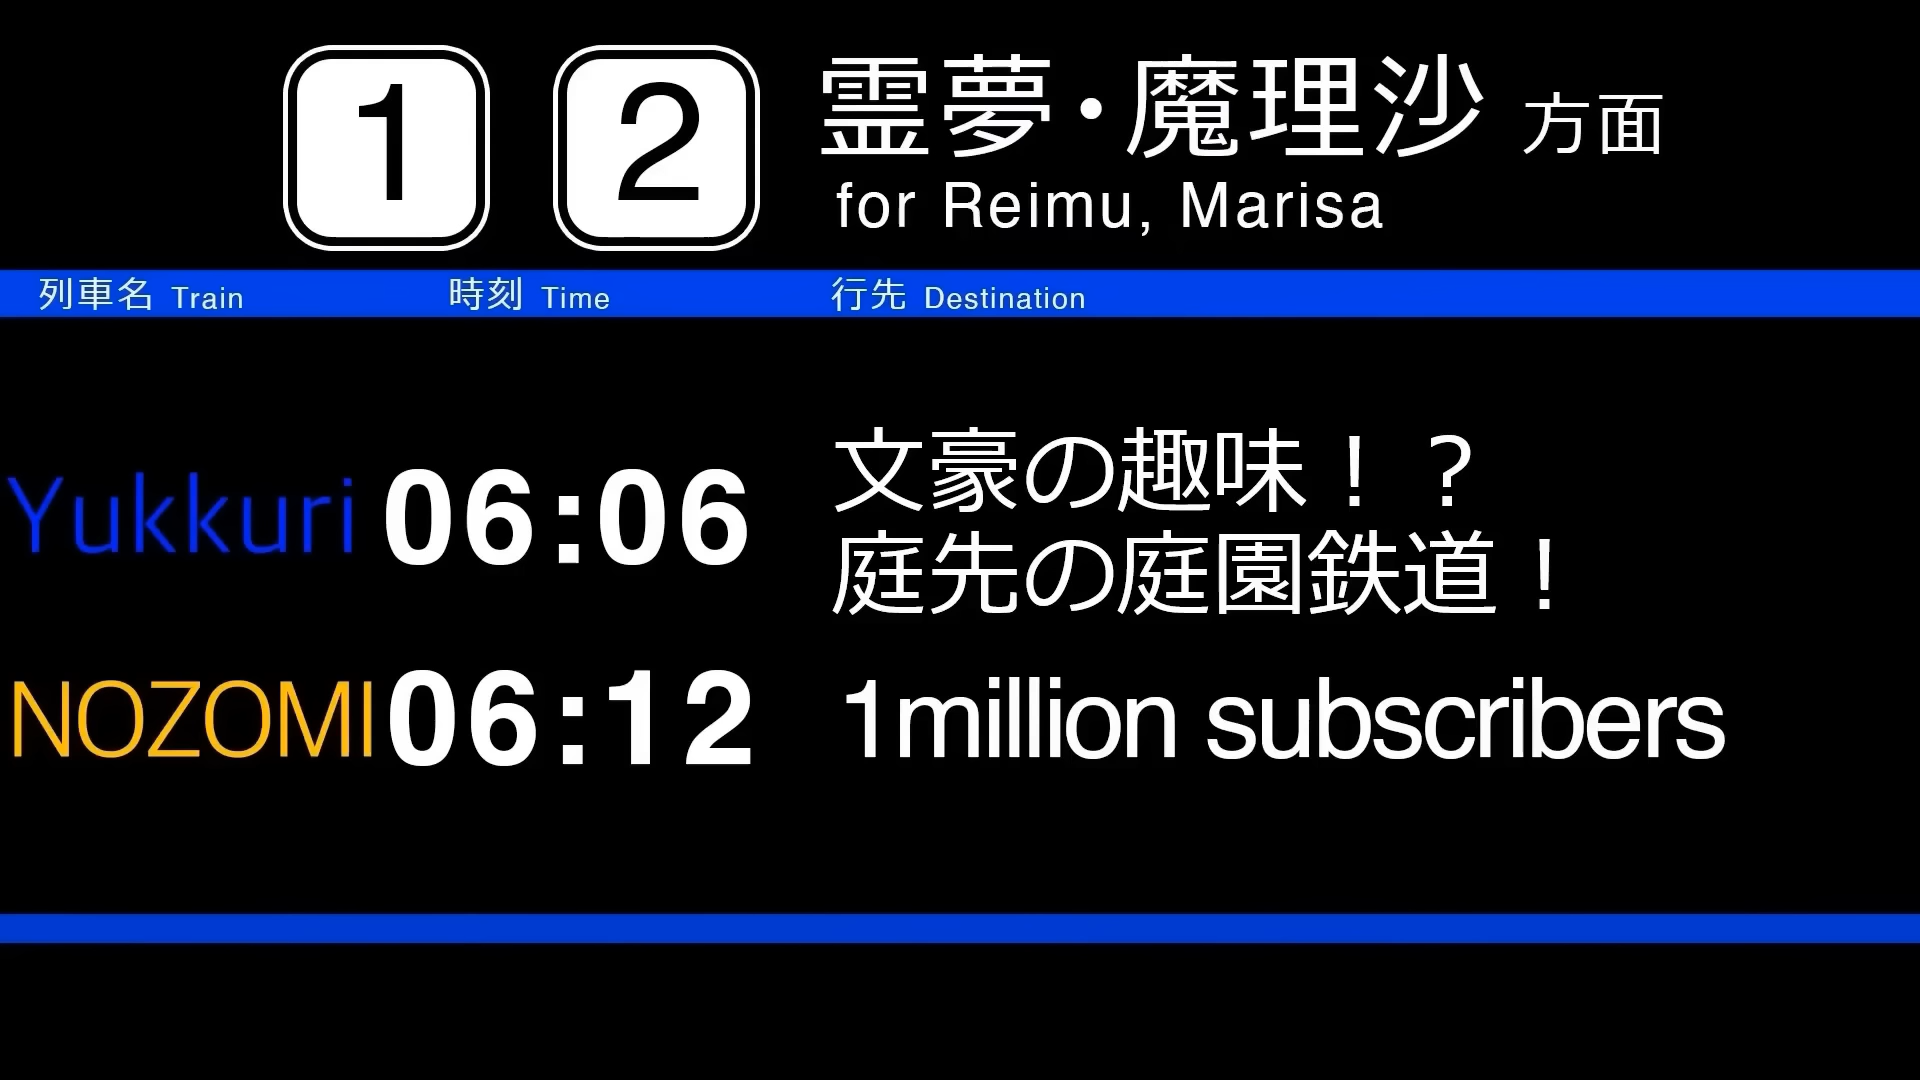 1 2 霊夢・魔理沙 方面
for Reimu, Marisa
列車名 Train 時刻 Time 行先 Destination
Yukkuri 06:06 文豪の趣味！？
庭先の庭園鉄道！
NOZOMI 06:12 1million subscribers